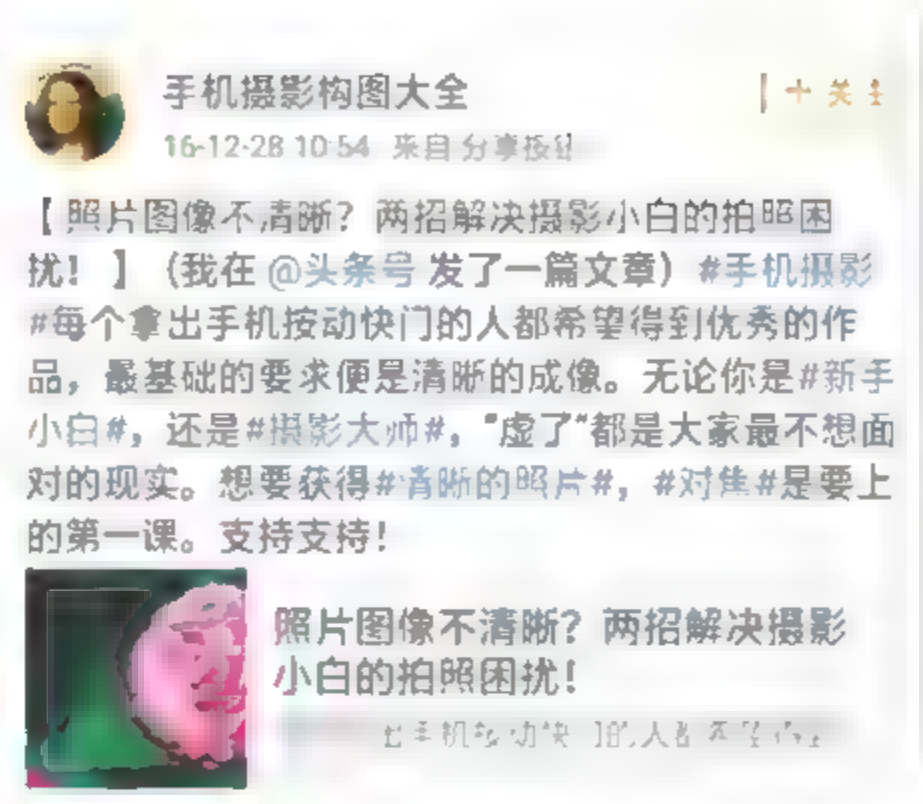 手机摄影构图大全
十关
16-12-28 10:54 来自分享按钮
【照片图像不清晰？两招解决摄影小白的拍照困
扰！】（我在@头条号 发了一篇文章）#手机摄影
#每个拿出手机按动快门的人都希望得到优秀的作
品，最基础的要求便是清晰的成像。无论你是#新手
小白#，还是#摄影大师#，"虚了"都是大家最不想面
对的现实。想要获得#清晰的照片#，#对焦#是要上
的第一课。支持支持！
照片图像不清晰？两招解决摄影
小白的拍照困扰！
手机 动快 的人都